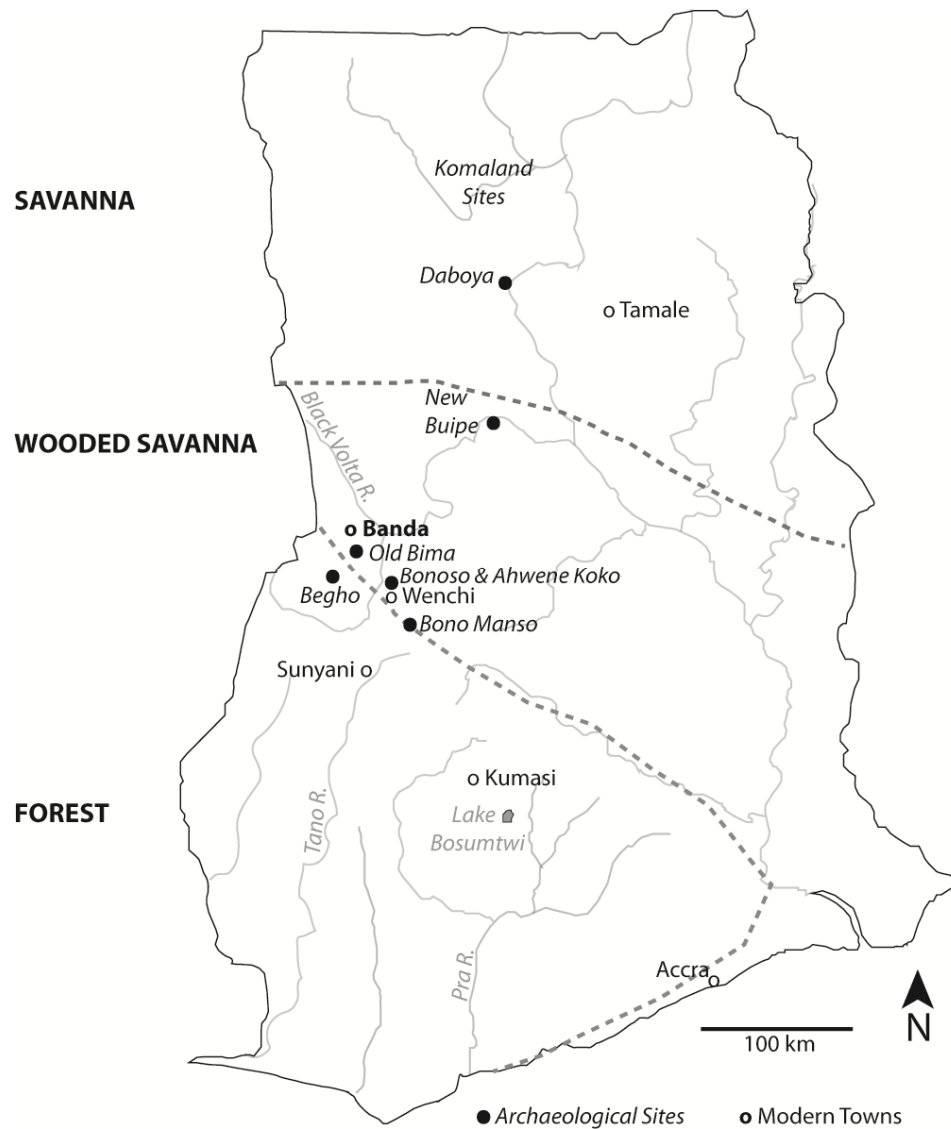 Komaland
Sites
SAVANNA
Daboya
o Tamale
New
Buipe
Black Volta R.
WOODED SAVANNA
o Banda
Old Bima
Bonoso & Ahwene Koko
Begho
o Wenchi
Bono Manso
Sunyani o
o Kumasi
FOREST
Lake
Bosumtwi
Tano R.
Pra R.
Accra
o
N
100 km
● Archaeological Sites
o Modern Towns